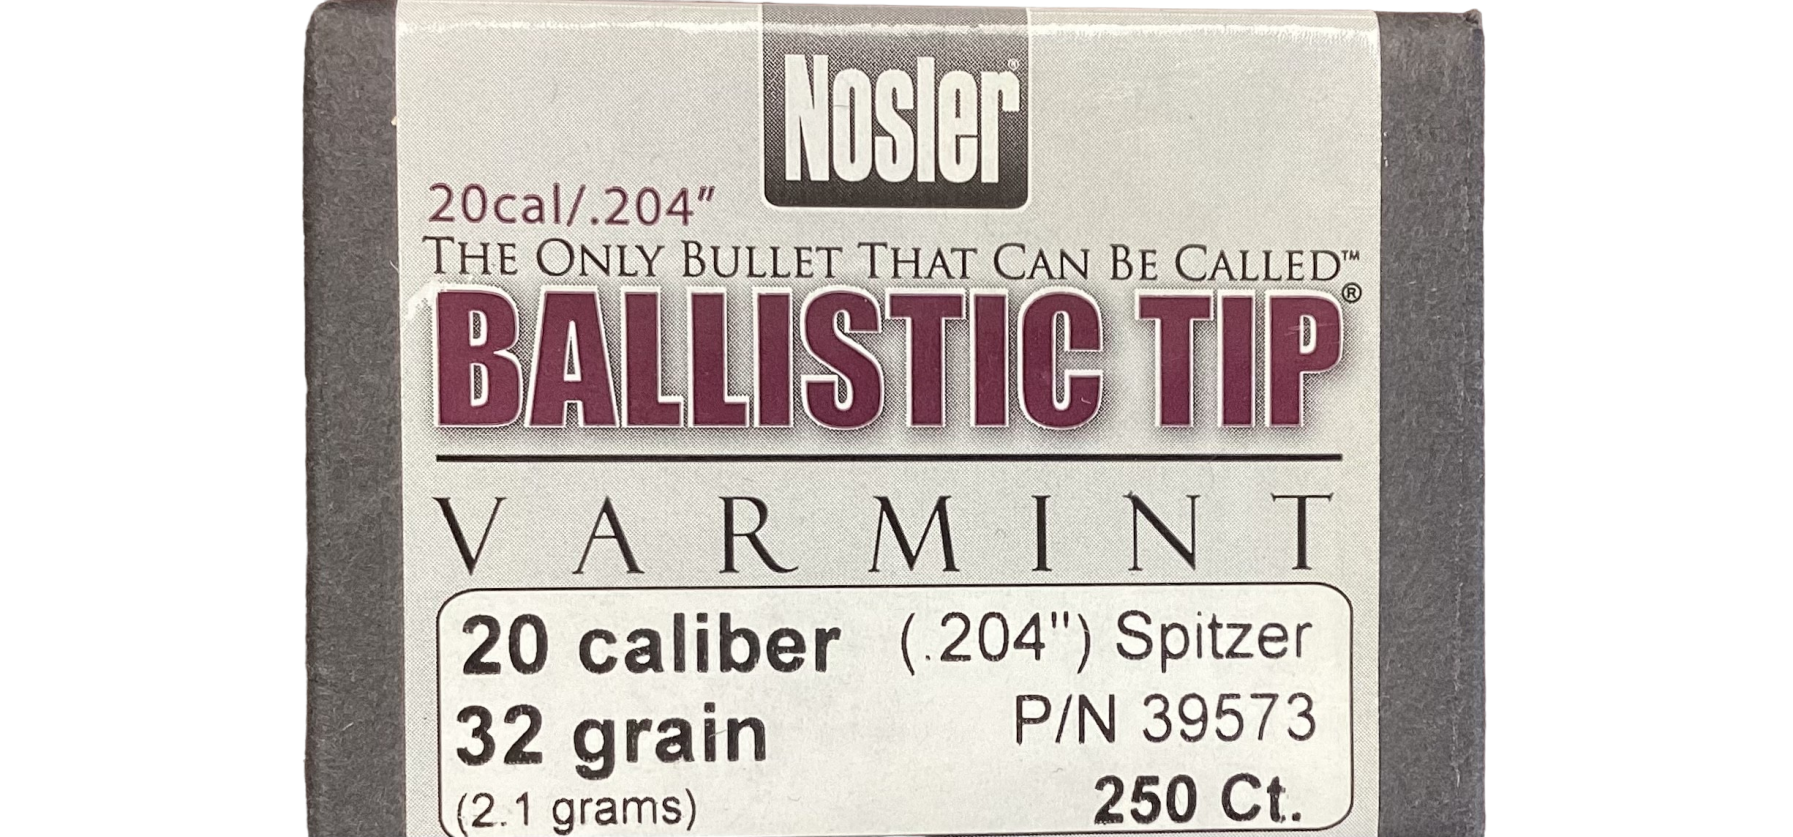 Nosler®
20cal/.204"
THE ONLY BULLET THAT CAN BE CALLED™
BALLISTIC TIP®
VARMINT
20 caliber (.204") Spitzer
32 grain P/N 39573
(2.1 grams) 250 Ct.